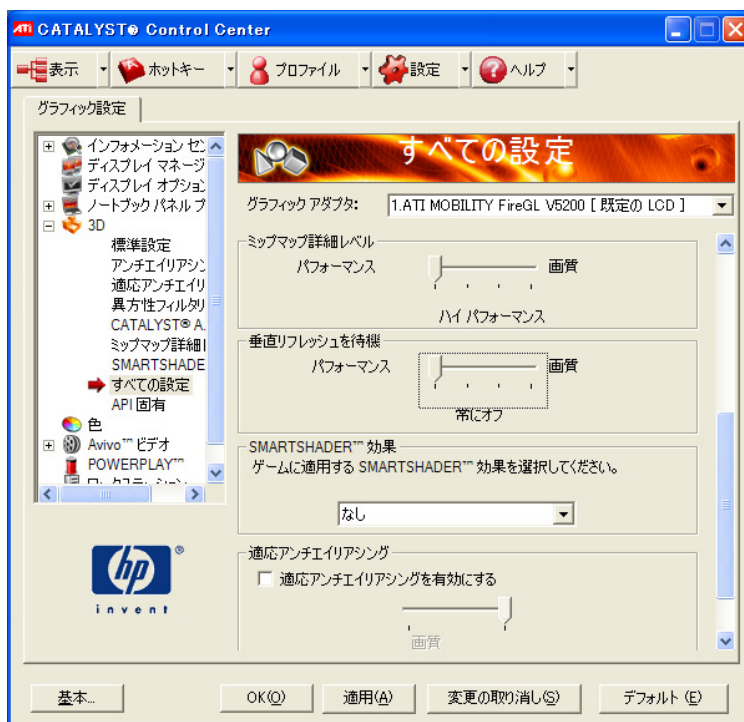 ATI CATALYST® Control Center
表示 ホットキー プロファイル 設定 ヘルプ
グラフィック設定
インフォメーション セン
ディスプレイ マネージ
ディスプレイ オプション
ノートブック パネル プ
3D
標準設定
アンチエイリアシン
適応アンチエイリ
異方性フィルタリ
CATALYST® A.
ミップマップ詳細レ
SMARTSHADE
すべての設定
API 固有
色
Avivo™ ビデオ
POWERPLAY™
ワークステーション
hp®
invent
すべての設定
グラフィック アダプタ: 1.ATI MOBILITY FireGL V5200 [ 既定の LCD ]
ミップマップ詳細レベル
パフォーマンス 画質
ハイ パフォーマンス
垂直リフレッシュを待機
パフォーマンス 画質
常にオフ
SMARTSHADER™ 効果
ゲームに適用する SMARTSHADER™ 効果を選択してください。
なし
適応アンチエイリアシング
適応アンチエイリアシングを有効にする
画質
基本... OK(O) 適用(A) 変更の取り消し(S) デフォルト (E)